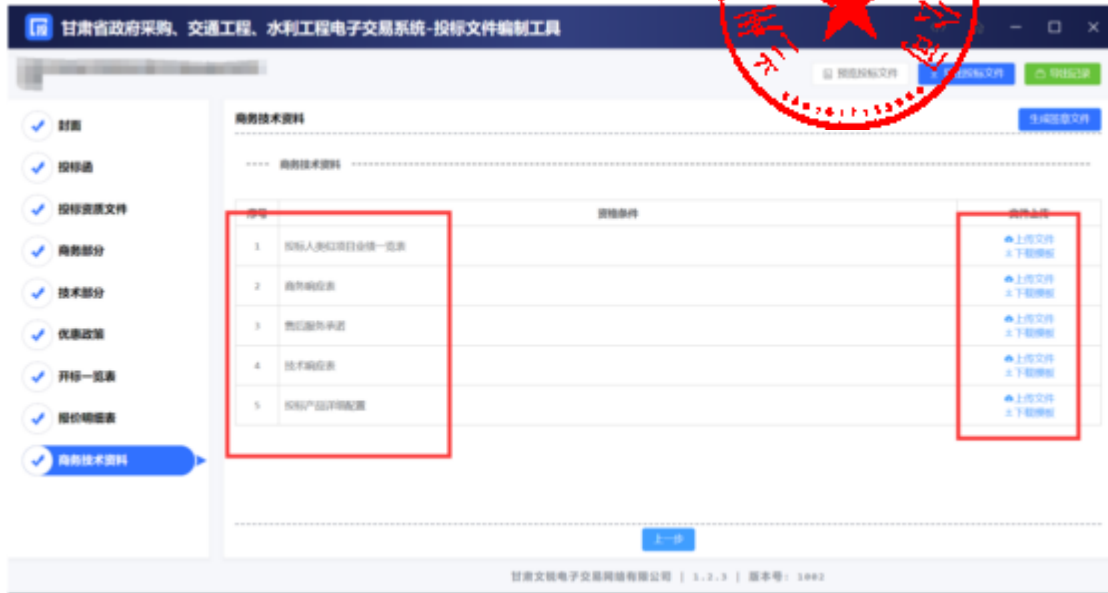 甘肃省政府采购、交通工程、水利工程电子交易系统-投标文件编制工具
预览投标文件
导出记录
封面
投标函
投标资质文件
商务部分
技术部分
优惠政策
开标一览表
报价明细表
商务技术资料
商务技术资料
生成签章文件
商务技术资料
序号 资格条件 文件上传
1 投标人类似项目业绩一览表 上传文件
下载模板
2 商务响应表 上传文件
下载模板
3 售后服务承诺 上传文件
下载模板
4 技术响应表 上传文件
下载模板
5 投标产品详细配置 上传文件
下载模板
上一步
甘肃文锐电子交易网络有限公司 | 1.2.3 | 版本号: 1002